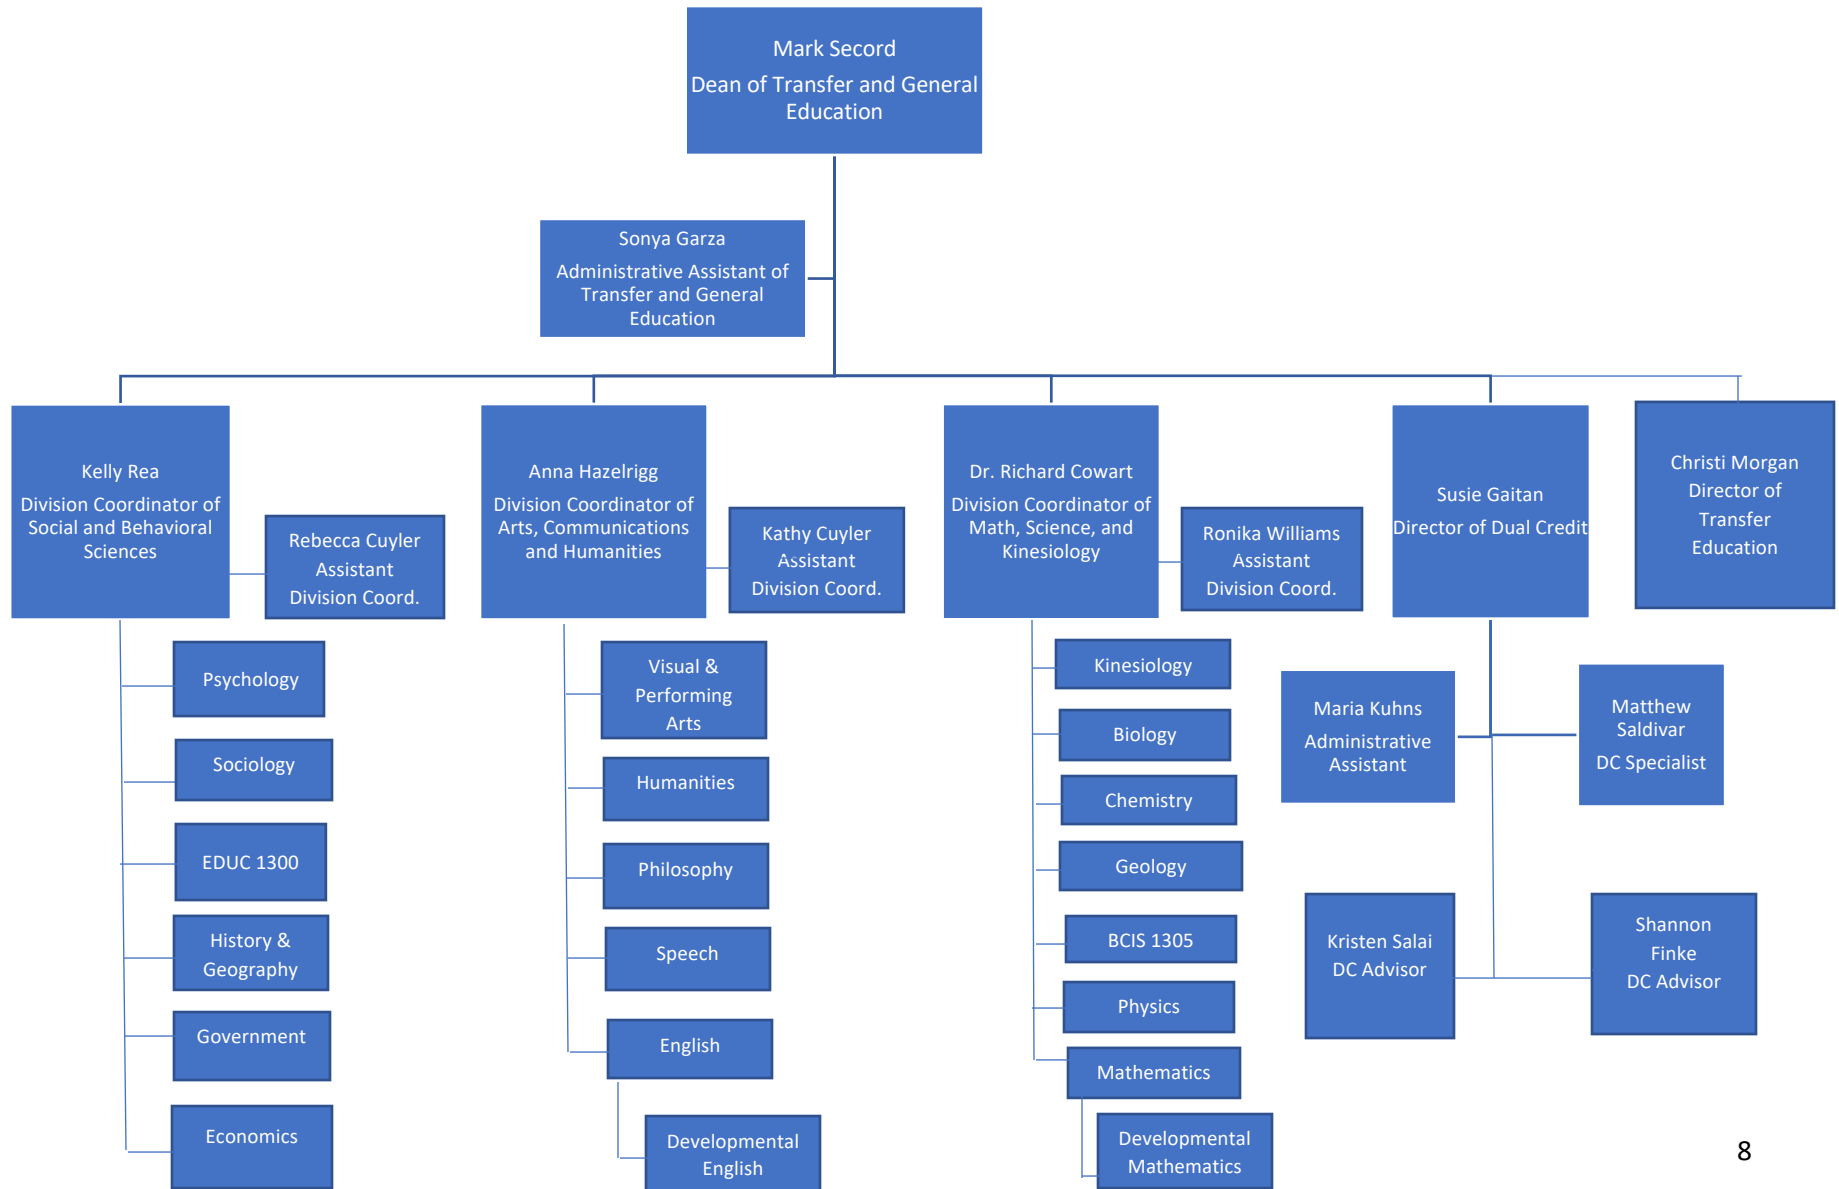 Mark Secord
Dean of Transfer and General
Education
Sonya Garza
Administrative Assistant of
Transfer and General
Education
Kelly Rea
Division Coordinator of
Social and Behavioral
Sciences
Rebecca Cuyler
Assistant
Division Coord.
Anna Hazelrigg
Division Coordinator of
Arts, Communications
and Humanities
Kathy Cuyler
Assistant
Division Coord.
Dr. Richard Cowart
Division Coordinator of
Math, Science, and
Kinesiology
Ronika Williams
Assistant
Division Coord.
Susie Gaitan
Director of Dual Credit
Christi Morgan
Director of
Transfer
Education
Psychology
Sociology
EDUC 1300
History &
Geography
Government
Economics
Visual &
Performing
Arts
Humanities
Philosophy
Speech
English
Developmental
English
Kinesiology
Biology
Chemistry
Geology
BCIS 1305
Physics
Mathematics
Developmental
Mathematics
Maria Kuhns
Administrative
Assistant
Matthew
Saldivar
DC Specialist
Kristen Salai
DC Advisor
Shannon
Finke
DC Advisor
8